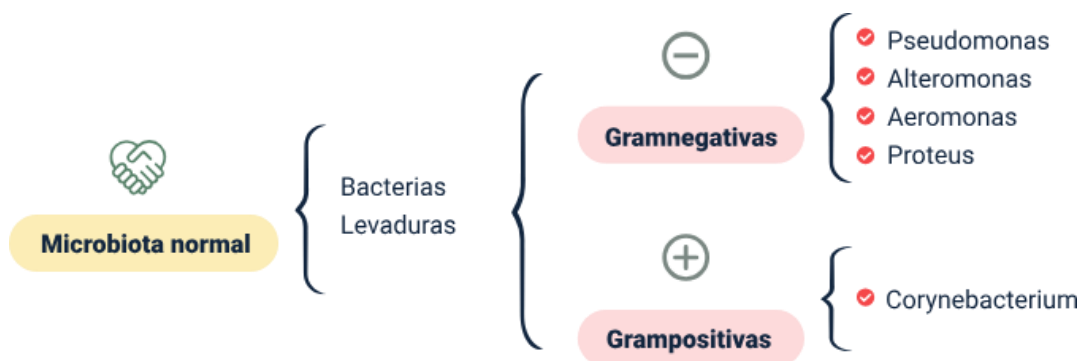 Microbiota normal
Bacterias
Levaduras
Gramnegativas
Pseudomonas
Alteromonas
Aeromonas
Proteus
Grampositivas
Corynebacterium